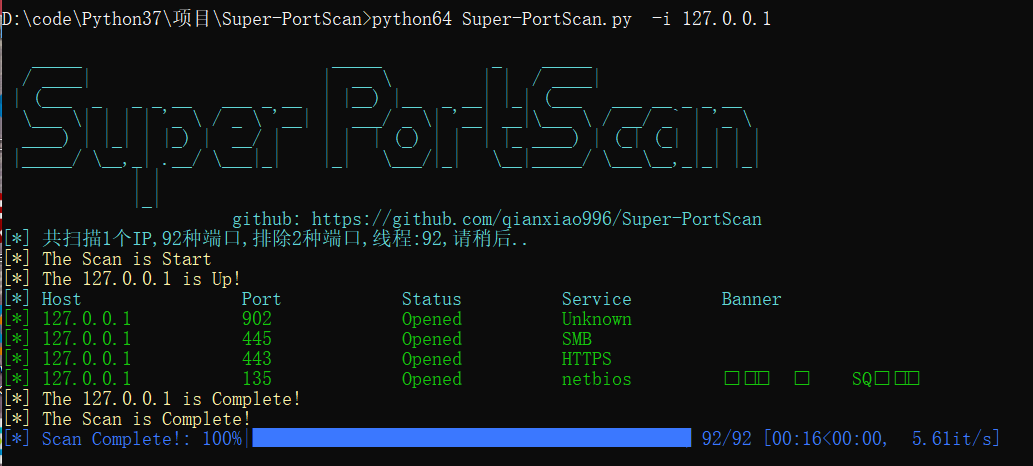 D:\code\Python37\项目\Super-PortScan>python64 Super-PortScan.py -i 127.0.0.1
Super PortScan
github: https://github.com/qianxiao996/Super-PortScan
[*] 共扫描1个IP,92种端口,排除2种端口,线程:92,请稍后..
[*] The Scan is Start
[*] The 127.0.0.1 is Up!
[*] Host Port Status Service Banner
[*] 127.0.0.1 902 Opened Unknown
[*] 127.0.0.1 445 Opened SMB
[*] 127.0.0.1 443 Opened HTTPS
[*] 127.0.0.1 135 Opened netbios □□□ □ SQ□□□
[*] The 127.0.0.1 is Complete!
[*] The Scan is Complete!
[*] Scan Complete!: 100%| 92/92 [00:16<00:00, 5.61it/s]